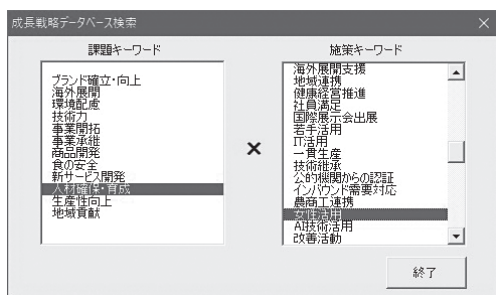 成長戦略データベース検索
課題キーワード
ブランド確立・向上
海外展開
環境配慮
技術力
事業開拓
事業承継
商品開発
食の安全
新サービス開発
人材確保・育成
生産性向上
地域貢献
×
施策キーワード
海外展開支援
地域連携
健康経営推進
社員満足
国際展示会出展
若手活用
IT活用
一貫生産
技術継承
公的機関からの認証
インバウンド需要対応
農商工連携
女性活用
AI技術活用
改善活動
終了